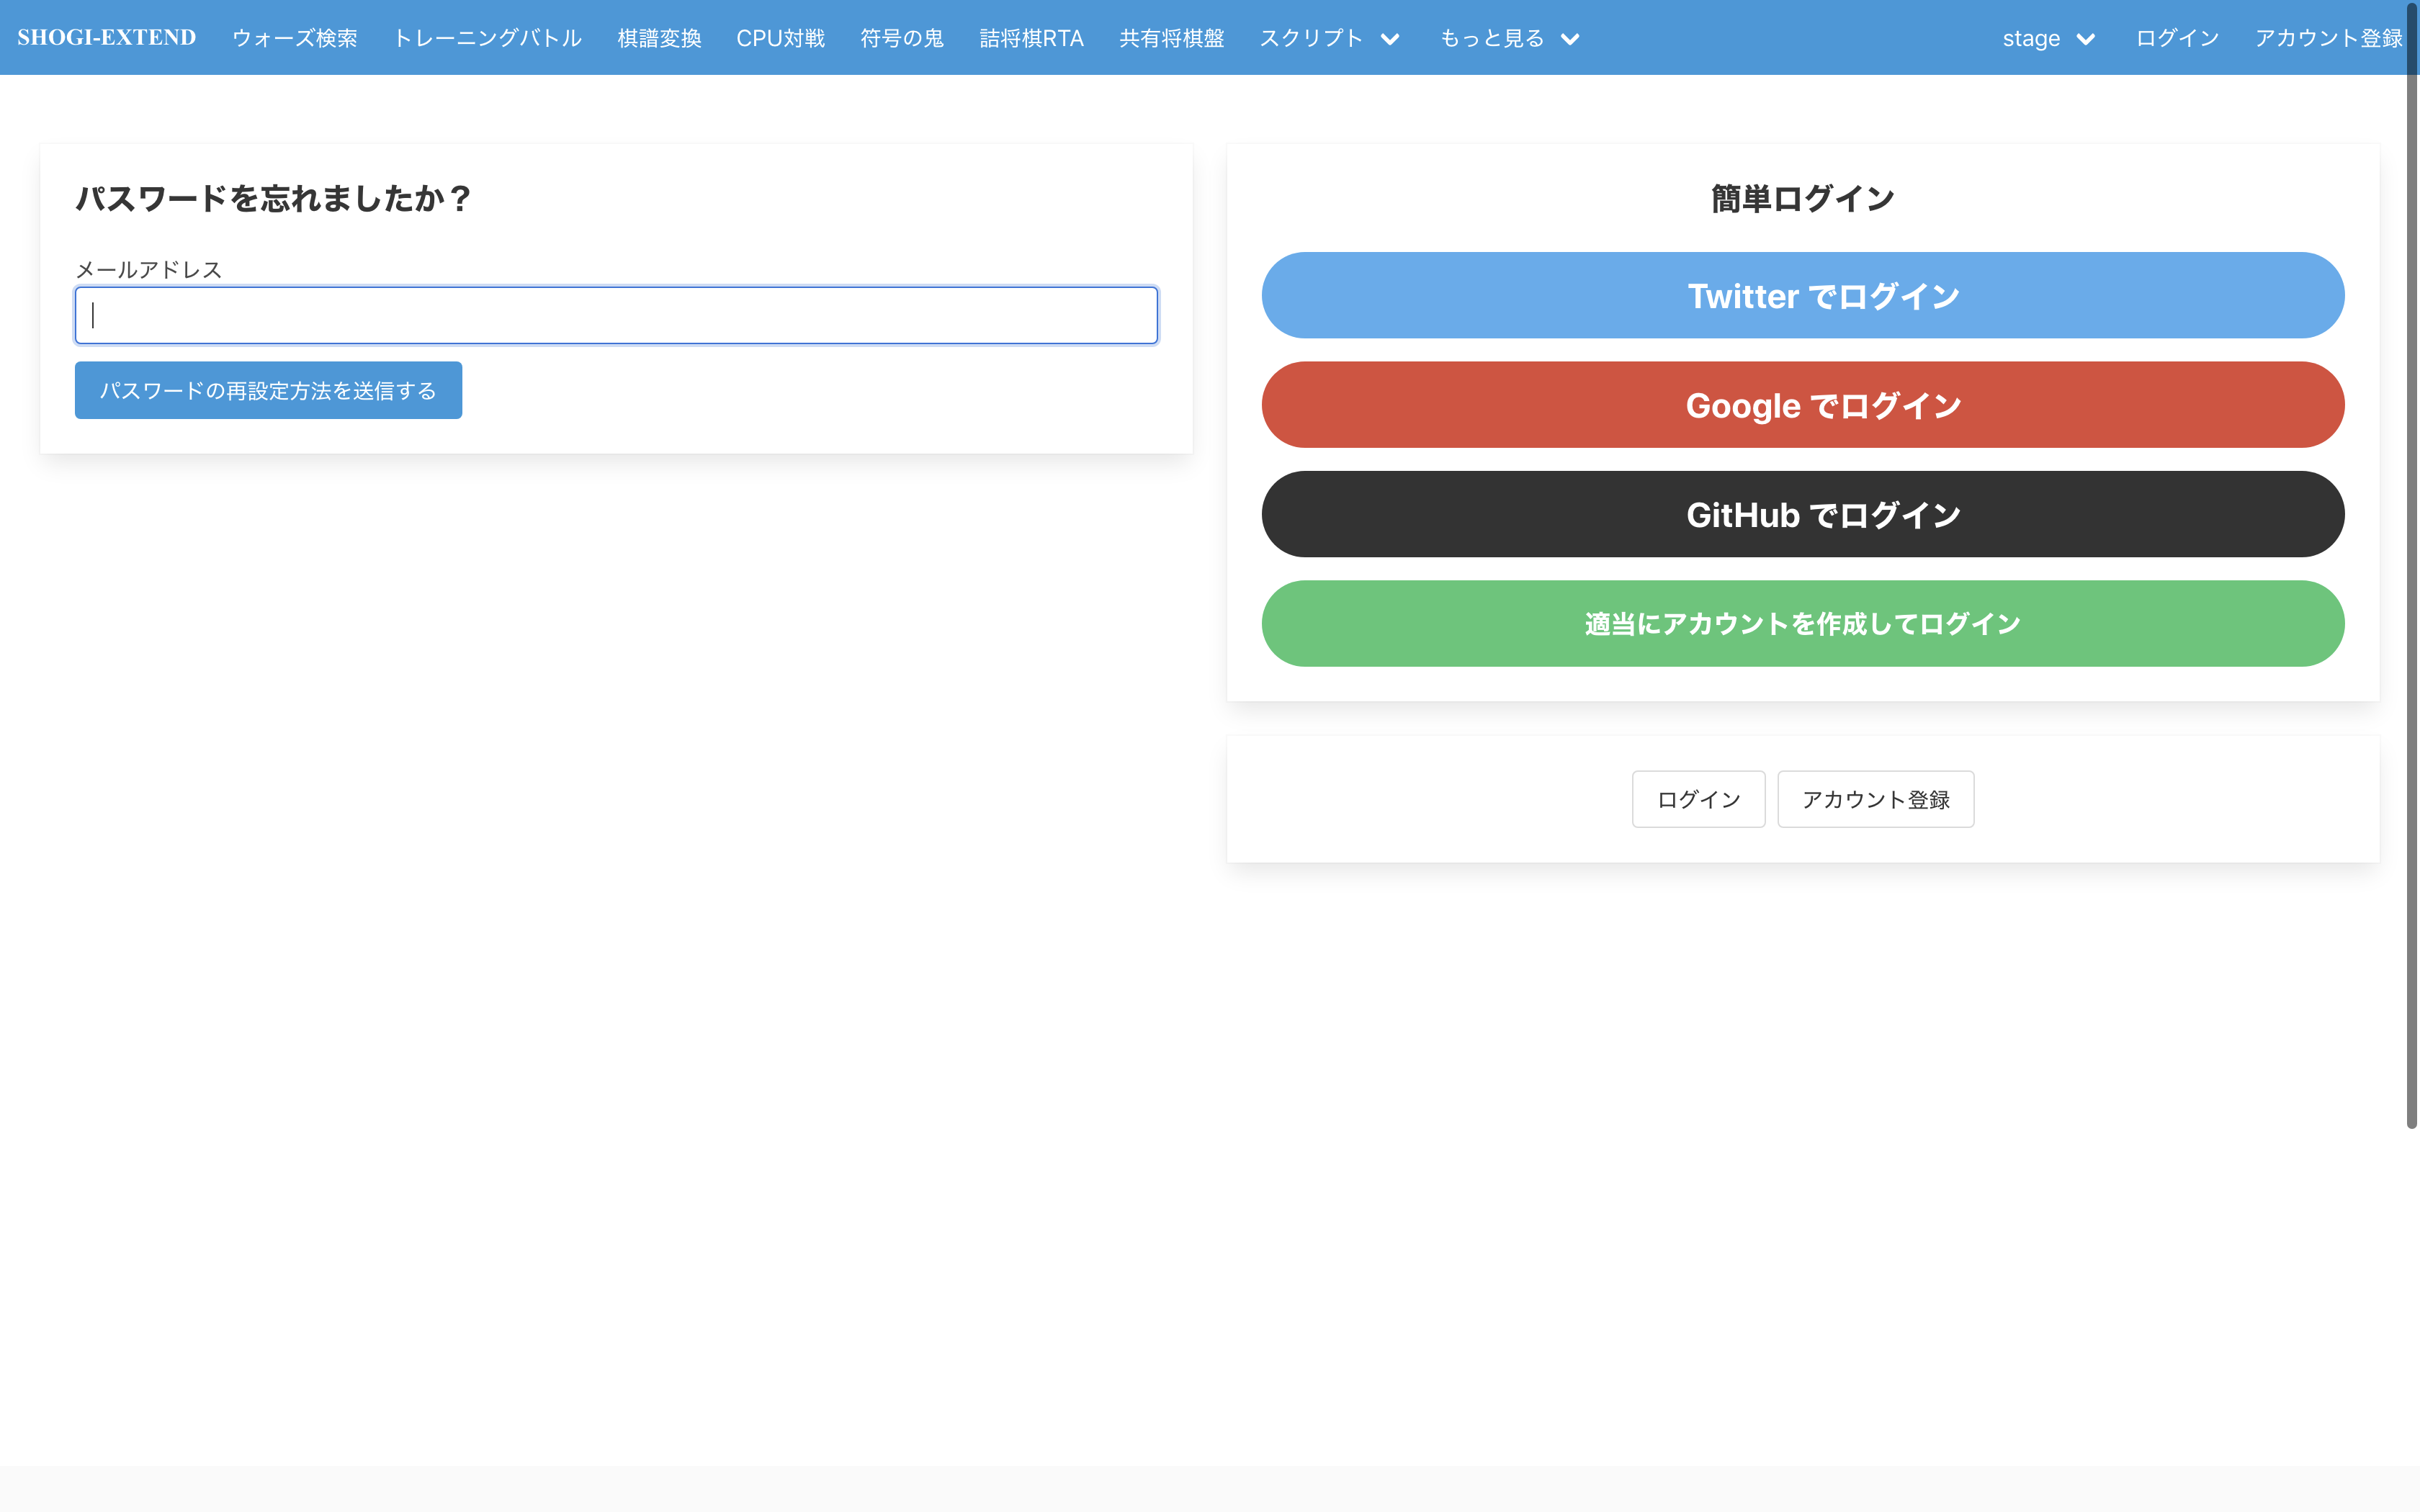 SHOGI-EXTEND ウォーズ検索 トレーニングバトル 棋譜変換 CPU対戦 符号の鬼 詰将棋RTA 共有将棋盤 スクリプト もっと見る stage ログイン アカウント登録
パスワードを忘れましたか？
メールアドレス
パスワードの再設定方法を送信する
簡単ログイン
Twitter でログイン
Google でログイン
GitHub でログイン
適当にアカウントを作成してログイン
ログイン アカウント登録